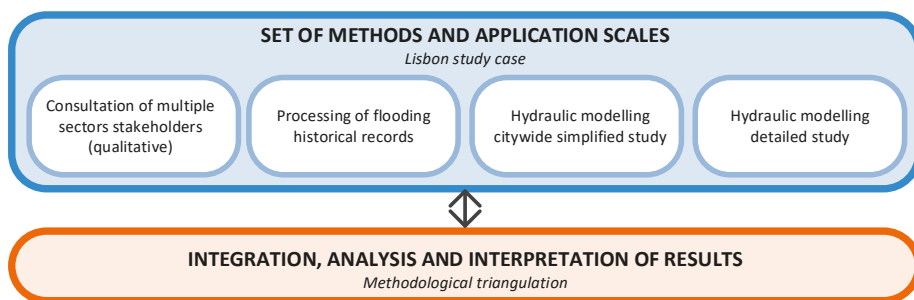 SET OF METHODS AND APPLICATION SCALES
Lisbon study case
Consultation of multiple
sectors stakeholders
(qualitative)
Processing of flooding
historical records
Hydraulic modelling
citywide simplified study
Hydraulic modelling
detailed study
INTEGRATION, ANALYSIS AND INTERPRETATION OF RESULTS
Methodological triangulation